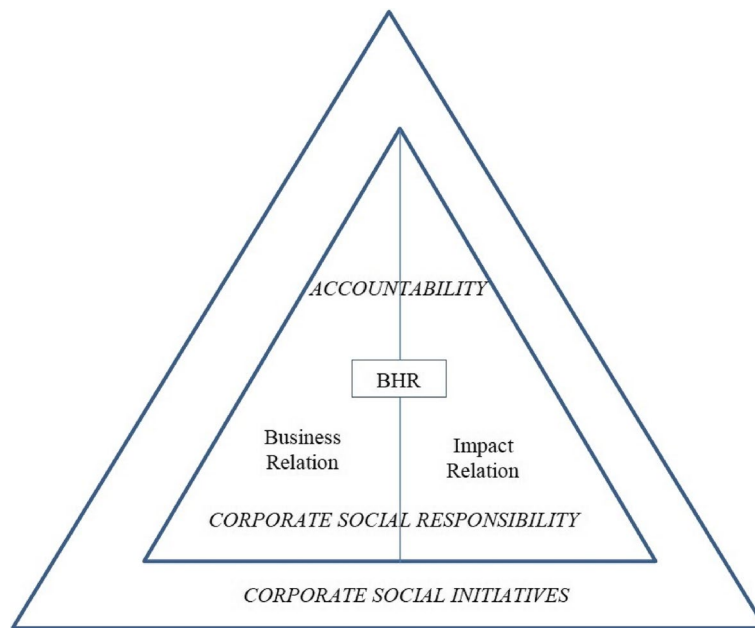 ACCOUNTABILITY
BHR
Business
Relation
Impact
Relation
CORPORATE SOCIAL RESPONSIBILITY
CORPORATE SOCIAL INITIATIVES